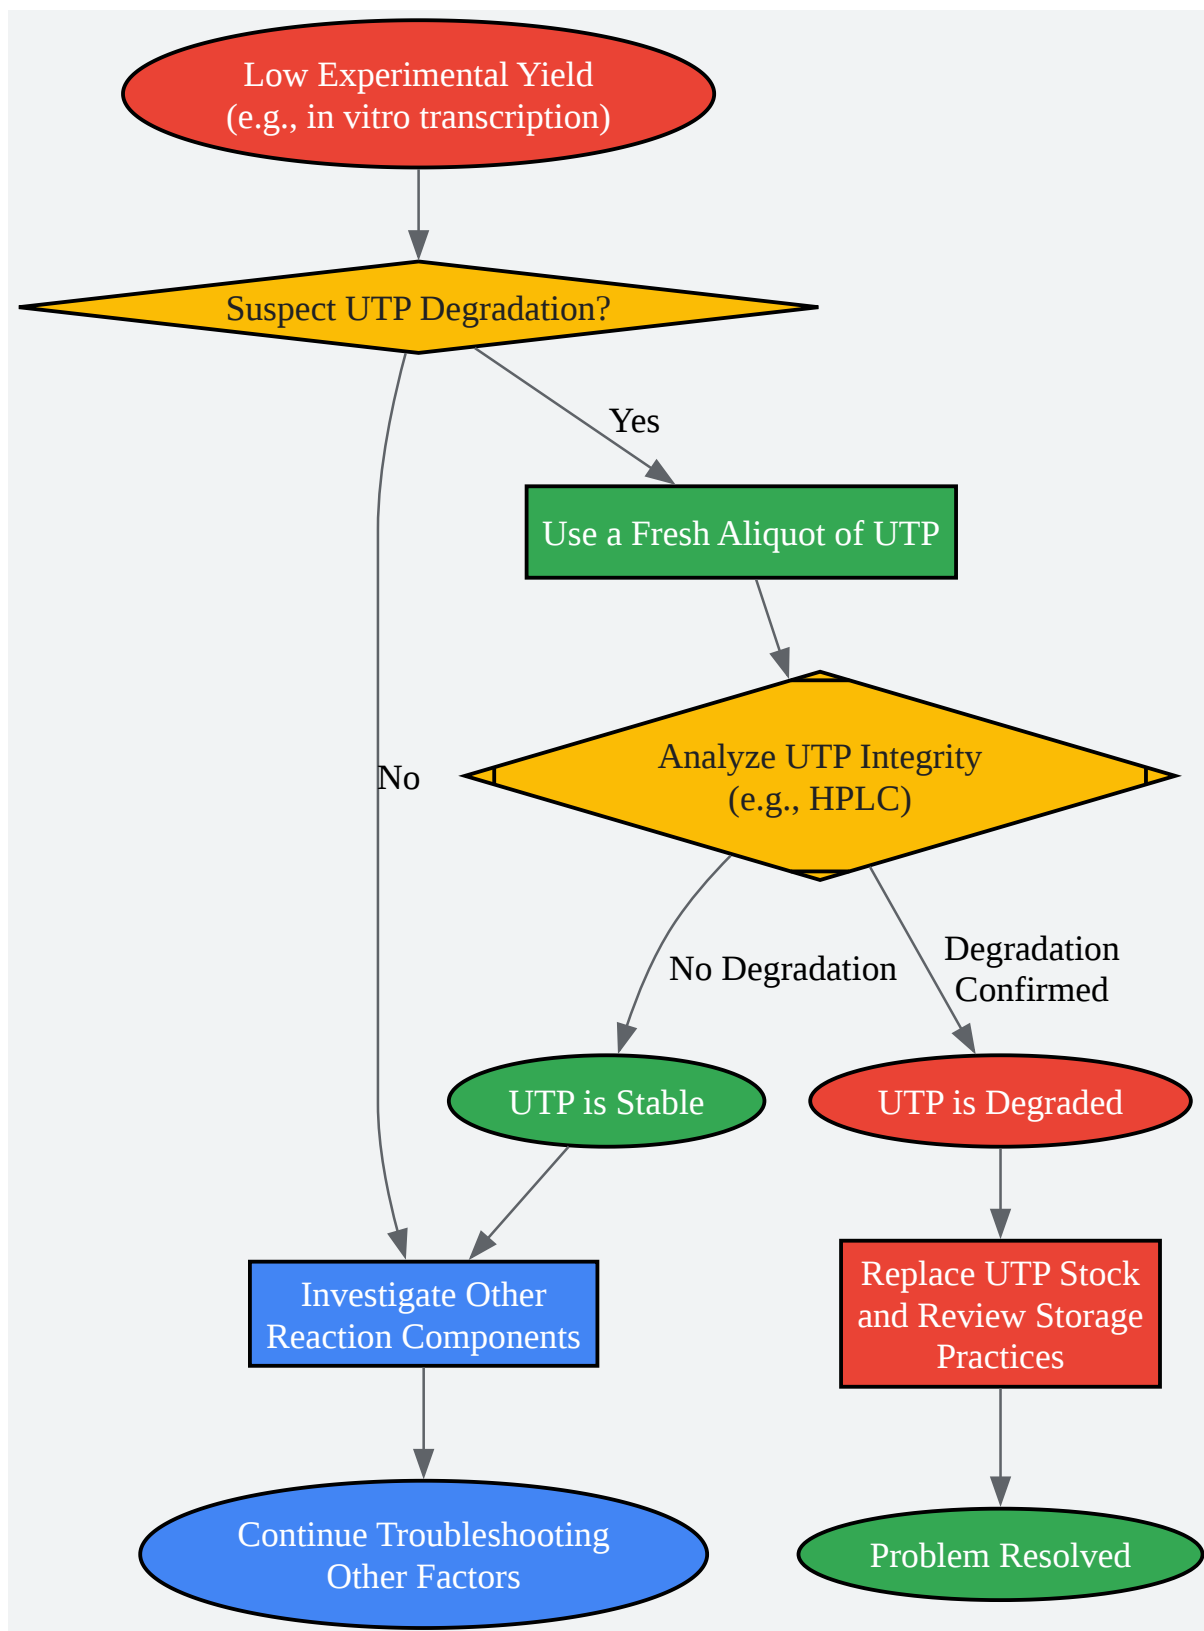 Low Experimental Yield
(e.g., in vitro transcription)
Suspect UTP Degradation?
Yes
Use a Fresh Aliquot of UTP
No
Analyze UTP Integrity
(e.g., HPLC)
No Degradation
Degradation
Confirmed
UTP is Stable
UTP is Degraded
Investigate Other
Reaction Components
Replace UTP Stock
and Review Storage
Practices
Continue Troubleshooting
Other Factors
Problem Resolved